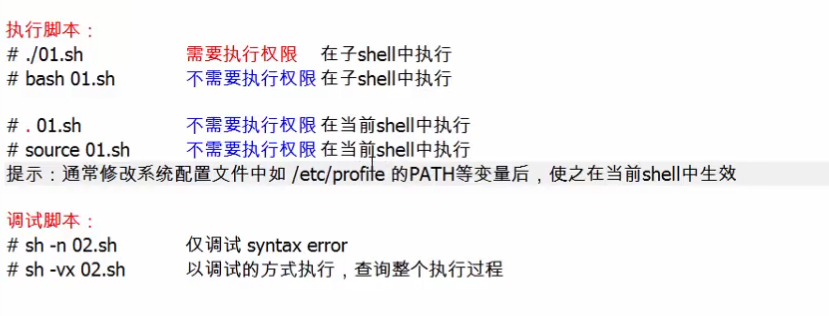 执行脚本：
# ./01.sh 需要执行权限 在子shell中执行
# bash 01.sh 不需要执行权限 在子shell中执行
# . 01.sh 不需要执行权限 在当前shell中执行
# source 01.sh 不需要执行权限 在当前shell中执行
提示：通常修改系统配置文件中如 /etc/profile 的PATH等变量后，使之在当前shell中生效
调试脚本：
# sh -n 02.sh 仅调试 syntax error
# sh -vx 02.sh 以调试的方式执行，查询整个执行过程